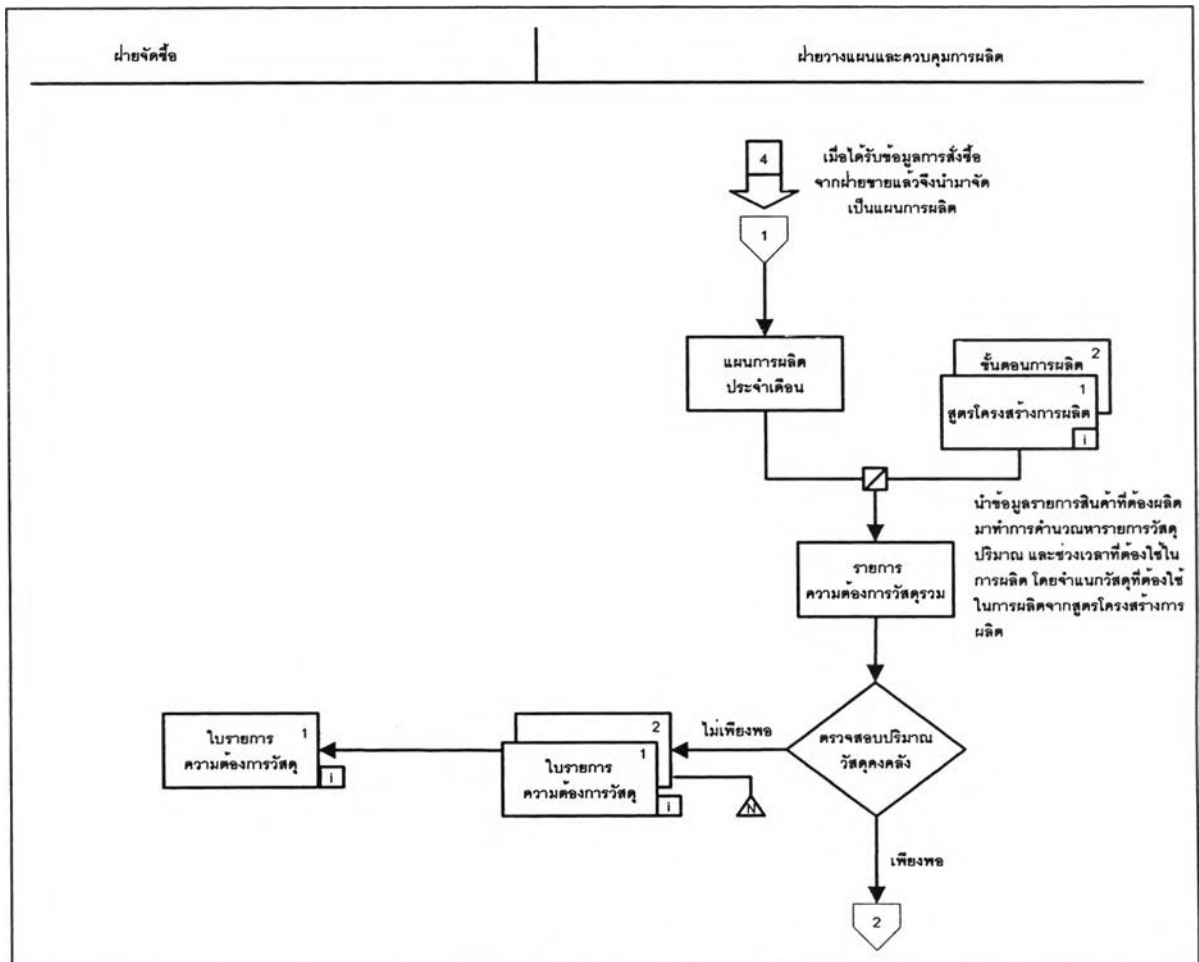 ฝ่ายจัดซื้อ
ฝ่ายวางแผนและควบคุมการผลิต
4
เมื่อได้รับข้อมูลการสั่งซื้อ
จากฝ่ายขายแล้วจึงนำมาจัด
เป็นแผนการผลิต
1
แผนการผลิต
ประจำเดือน
2
ขั้นตอนการผลิต
1
สูตรโครงสร้างการผลิต
i
นำข้อมูลรายการสินค้าที่ต้องผลิต
มาทำการคำนวณหารายการวัสดุ
ปริมาณ และช่วงเวลาที่ต้องใช้ใน
การผลิต โดยจำแนกวัสดุที่ต้องใช้
ในการผลิตจากสูตรโครงสร้างการ
ผลิต
รายการ
ความต้องการวัสดุรวม
ตรวจสอบปริมาณ
วัสดุคงคลัง
ไม่เพียงพอ
2
1
ใบรายการ
ความต้องการวัสดุ
i
N
1
ใบรายการ
ความต้องการวัสดุ
i
เพียงพอ
2